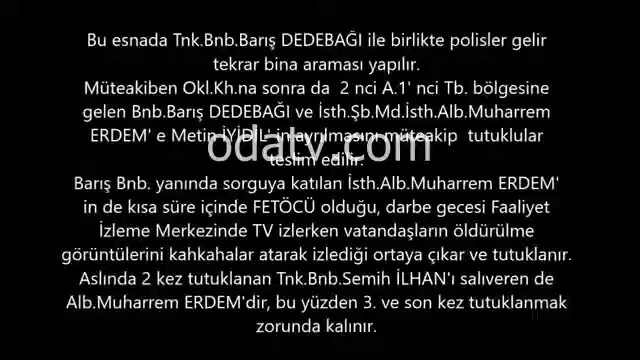 Bu esnada Tnk.Bnb.Barış DEDEBAĞI ile birlikte polisler gelir
tekrar bina araması yapılır.
Müteakiben Okl.Kh.na sonra da  2 nci A.1' nci Tb. bölgesine
gelen Bnb.Barış DEDEBAĞI ve İsth.Şb.Md.İsth.Alb.Muharrem
ERDEM' e Metin İYİDİL' in ayrılmasını müteakip  tutuklular
odatv.com
teslim edilir.
Barış Bnb. yanında sorguya katılan İsth.Alb.Muharrem ERDEM'
in de kısa süre içinde FETÖCÜ olduğu, darbe gecesi Faaliyet
İzleme Merkezinde TV izlerken vatandaşların öldürülme
görüntülerini kahkahalar atarak izlediği ortaya çıkar ve tutuklanır.
Aslında 2 kez tutuklanan Tnk.Bnb.Semih İLHAN'ı salıveren de
Alb.Muharrem ERDEM'dir, bu yüzden 3. ve son kez tutuklanmak
zorunda kalınır.